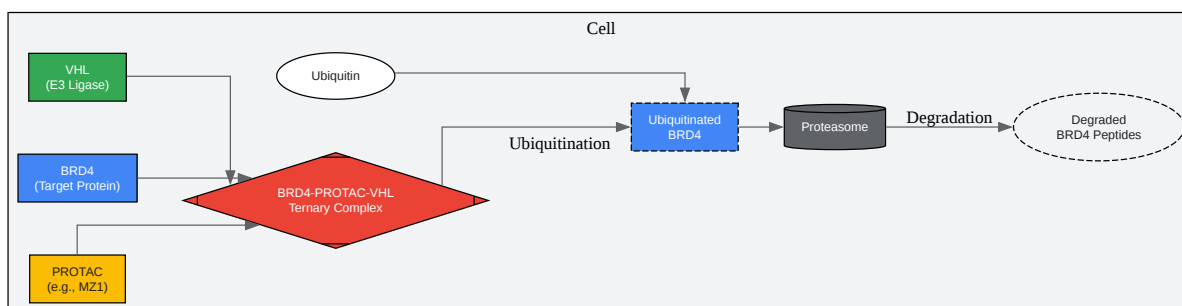 Cell
VHL
(E3 Ligase)
Ubiquitin
Ubiquitinated
BRD4
Proteasome
Degradation
Degraded
BRD4 Peptides
Ubiquitination
BRD4
(Target Protein)
BRD4-PROTAC-VHL
Ternary Complex
PROTAC
(e.g., MZ1)